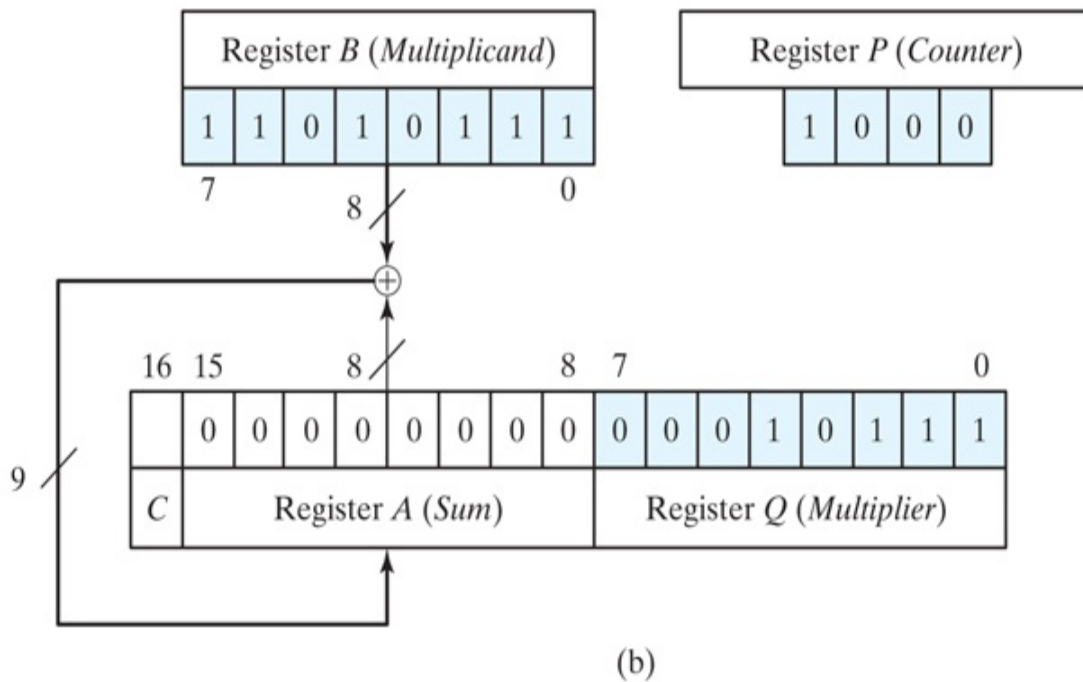 Register B (Multiplicand)
Register P (Counter)
1 1 0 1 0 1 1 1
1 0 0 0
7 8 0
16 15 8 8 7 0
0 0 0 0 0 0 0 0 0 0 0 1 0 1 1 1
9
C Register A (Sum) Register Q (Multiplier)
(b)